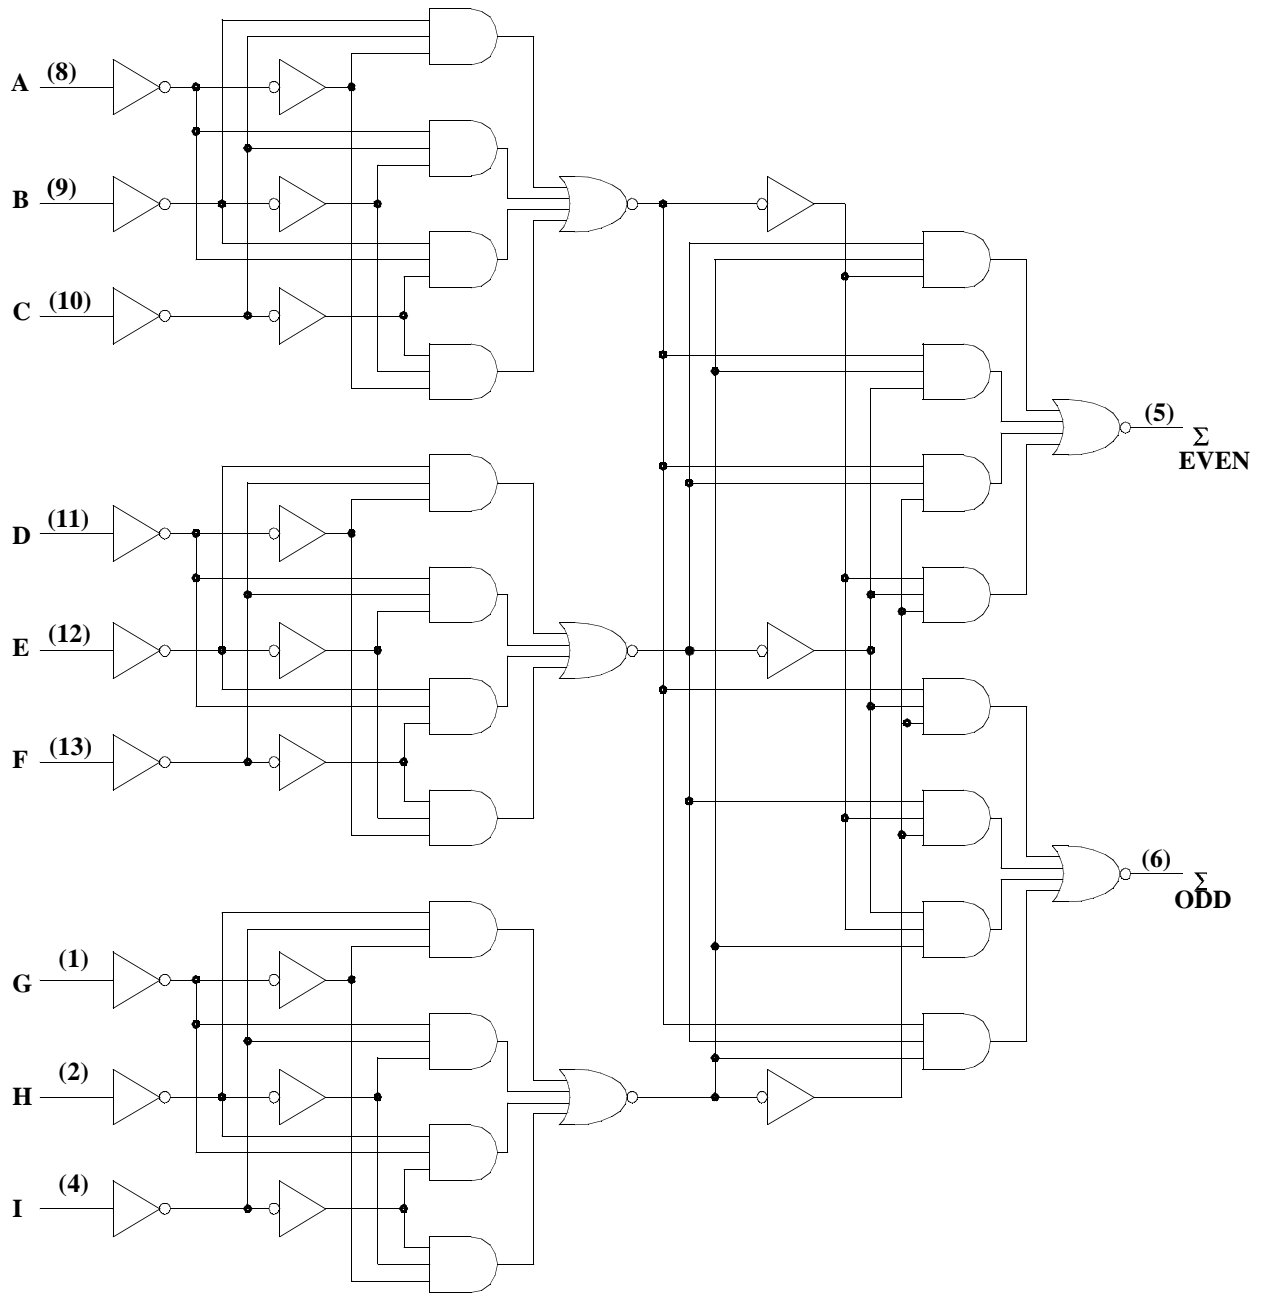 A (8)
B (9)
C (10)
Σ
EVEN (5)
D (11)
E (12)
F (13)
Σ
ODD (6)
G (1)
H (2)
I (4)